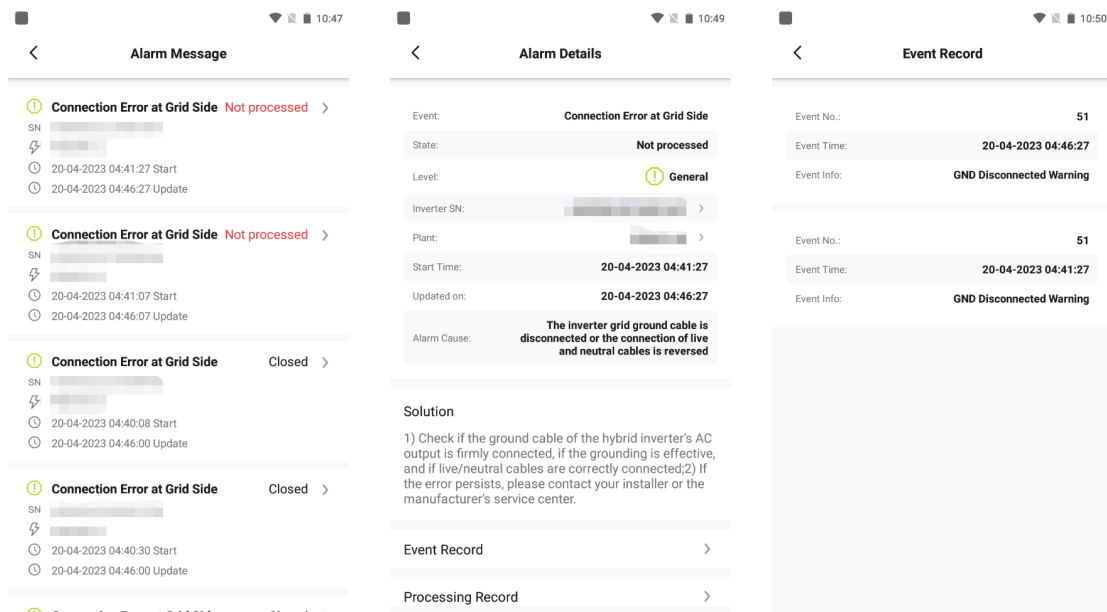 10:47
Alarm Message
Connection Error at Grid Side Not processed
SN
20-04-2023 04:41:27 Start
20-04-2023 04:46:27 Update
Connection Error at Grid Side Not processed
SN
20-04-2023 04:41:07 Start
20-04-2023 04:46:07 Update
Connection Error at Grid Side Closed
SN
20-04-2023 04:40:08 Start
20-04-2023 04:46:00 Update
Connection Error at Grid Side Closed
SN
20-04-2023 04:40:30 Start
20-04-2023 04:46:00 Update
10:49
Alarm Details
Event: Connection Error at Grid Side
State: Not processed
Level: General
Inverter SN:
Plant:
Start Time: 20-04-2023 04:41:27
Updated on: 20-04-2023 04:46:27
Alarm Cause: The inverter grid ground cable is
disconnected or the connection of live
and neutral cables is reversed
Solution
1) Check if the ground cable of the hybrid inverter's AC
output is firmly connected, if the grounding is effective,
and if live/neutral cables are correctly connected;2) If
the error persists, please contact your installer or the
manufacturer's service center.
Event Record
Processing Record
10:50
Event Record
Event No.: 51
Event Time: 20-04-2023 04:46:27
Event Info: GND Disconnected Warning
Event No.: 51
Event Time: 20-04-2023 04:41:27
Event Info: GND Disconnected Warning